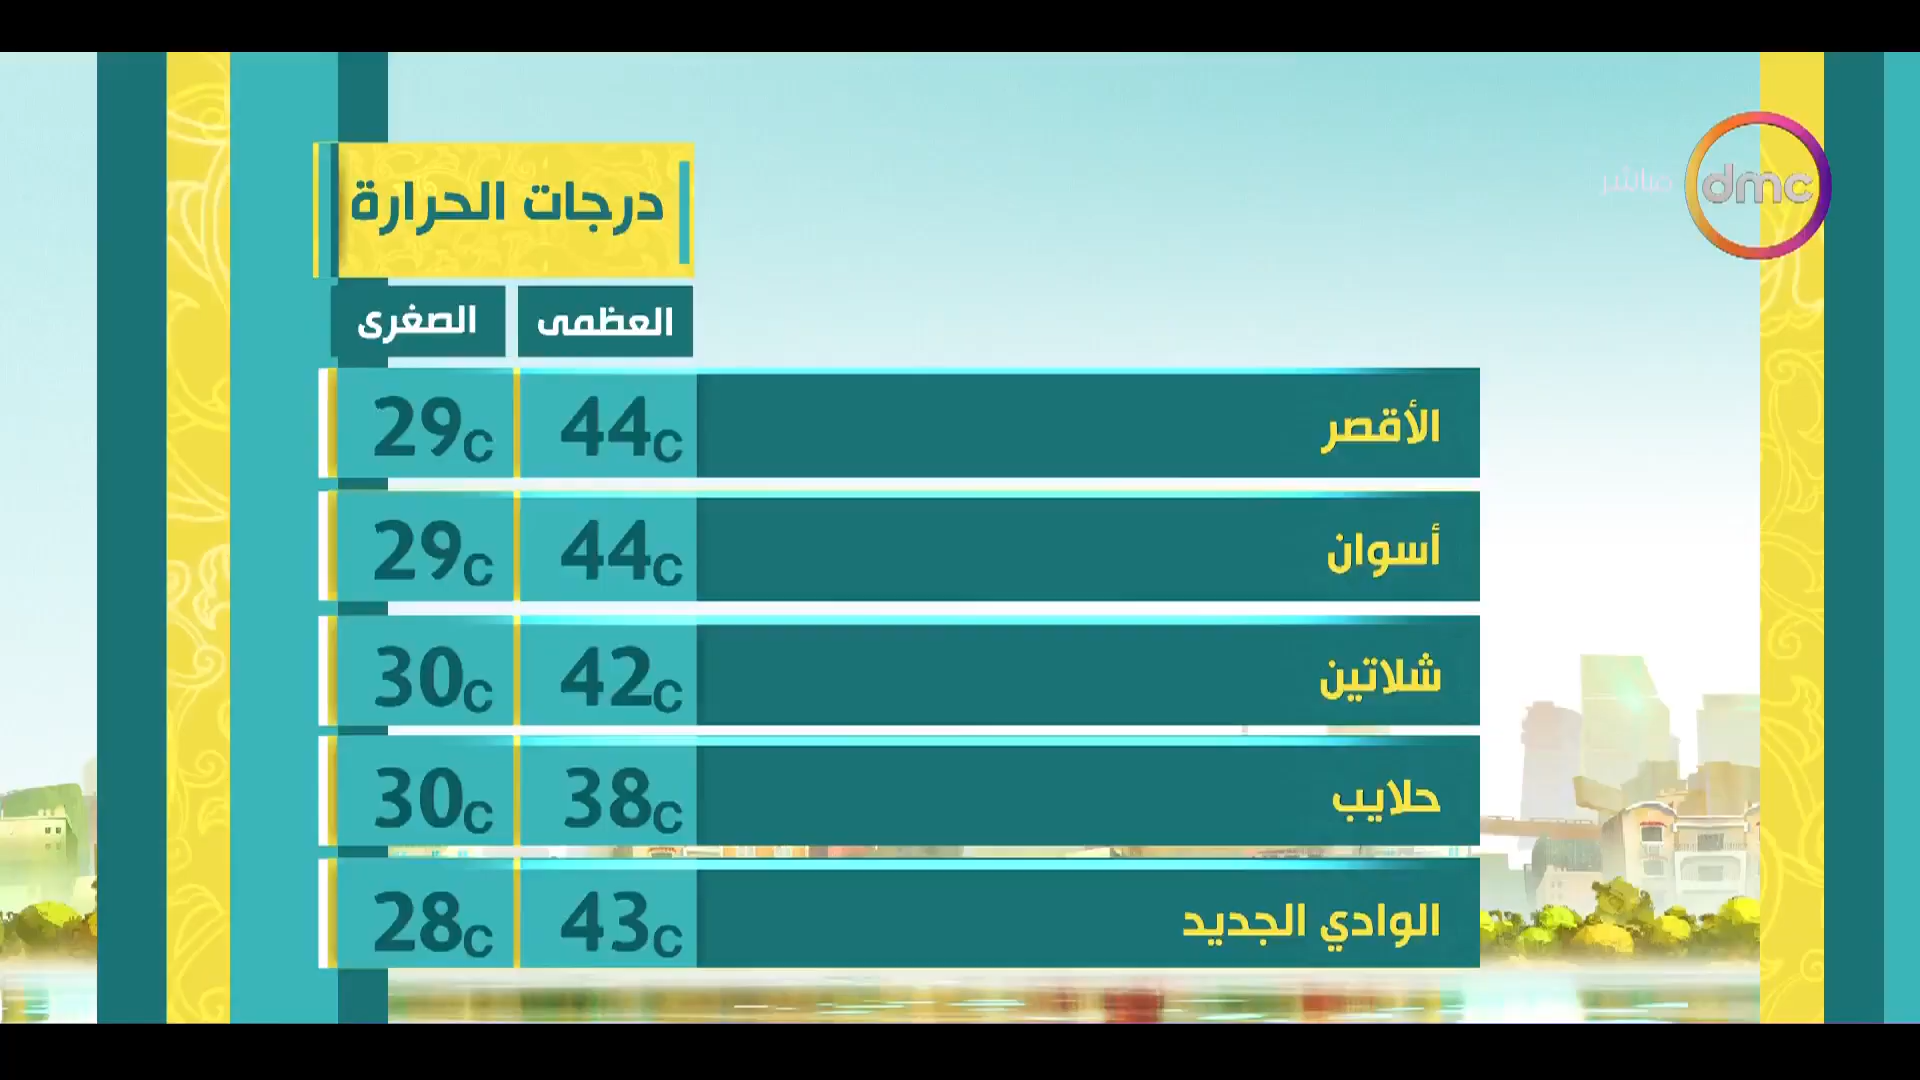 dmc مباشر
درجات الحرارة
العظمى الصغرى
الأقصر 44c 29c
أسوان 44c 29c
شلاتين 42c 30c
حلايب 38c 30c
الوادي الجديد 43c 28c